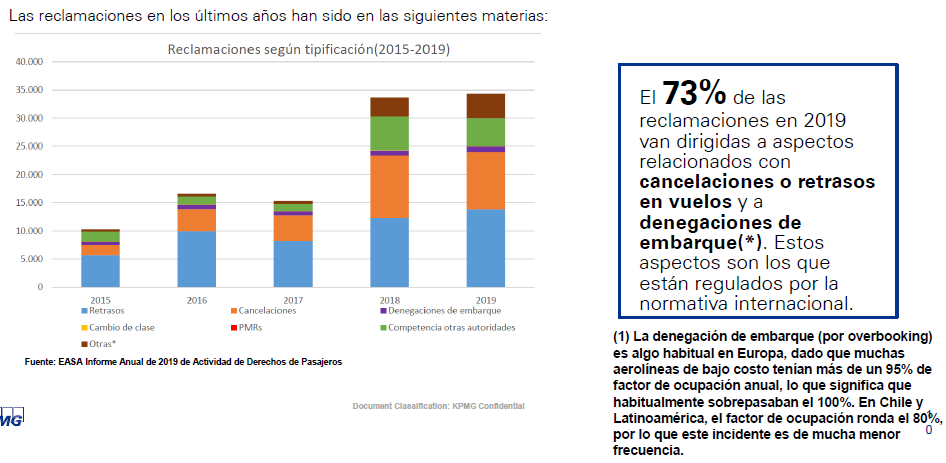 Las reclamaciones en los últimos años han sido en las siguientes materias:
Reclamaciones según tipificación(2015-2019)
40.000
35.000
30.000
25.000
20.000
15.000
10.000
5.000
0
2015 2016 2017 2018 2019
Retrasos Cancelaciones Denegaciones de embarque
Cambio de clase PMRs Competencia otras autoridades
Otras*
Fuente: EASA Informe Anual de 2019 de Actividad de Derechos de Pasajeros
Document Classification: KPMG Confidential
MG
El 73% de las
reclamaciones en 2019
van dirigidas a aspectos
relacionados con
cancelaciones o retrasos
en vuelos y a
denegaciones de
embarque(*). Estos
aspectos son los que
están regulados por la
normativa internacional.
(1) La denegación de embarque (por overbooking)
es algo habitual en Europa, dado que muchas
aerolíneas de bajo costo tenían más de un 95% de
factor de ocupación anual, lo que significa que
habitualmente sobrepasaban el 100%. En Chile y
Latinoamérica, el factor de ocupación ronda el 80%,
por lo que este incidente es de mucha menor
frecuencia.